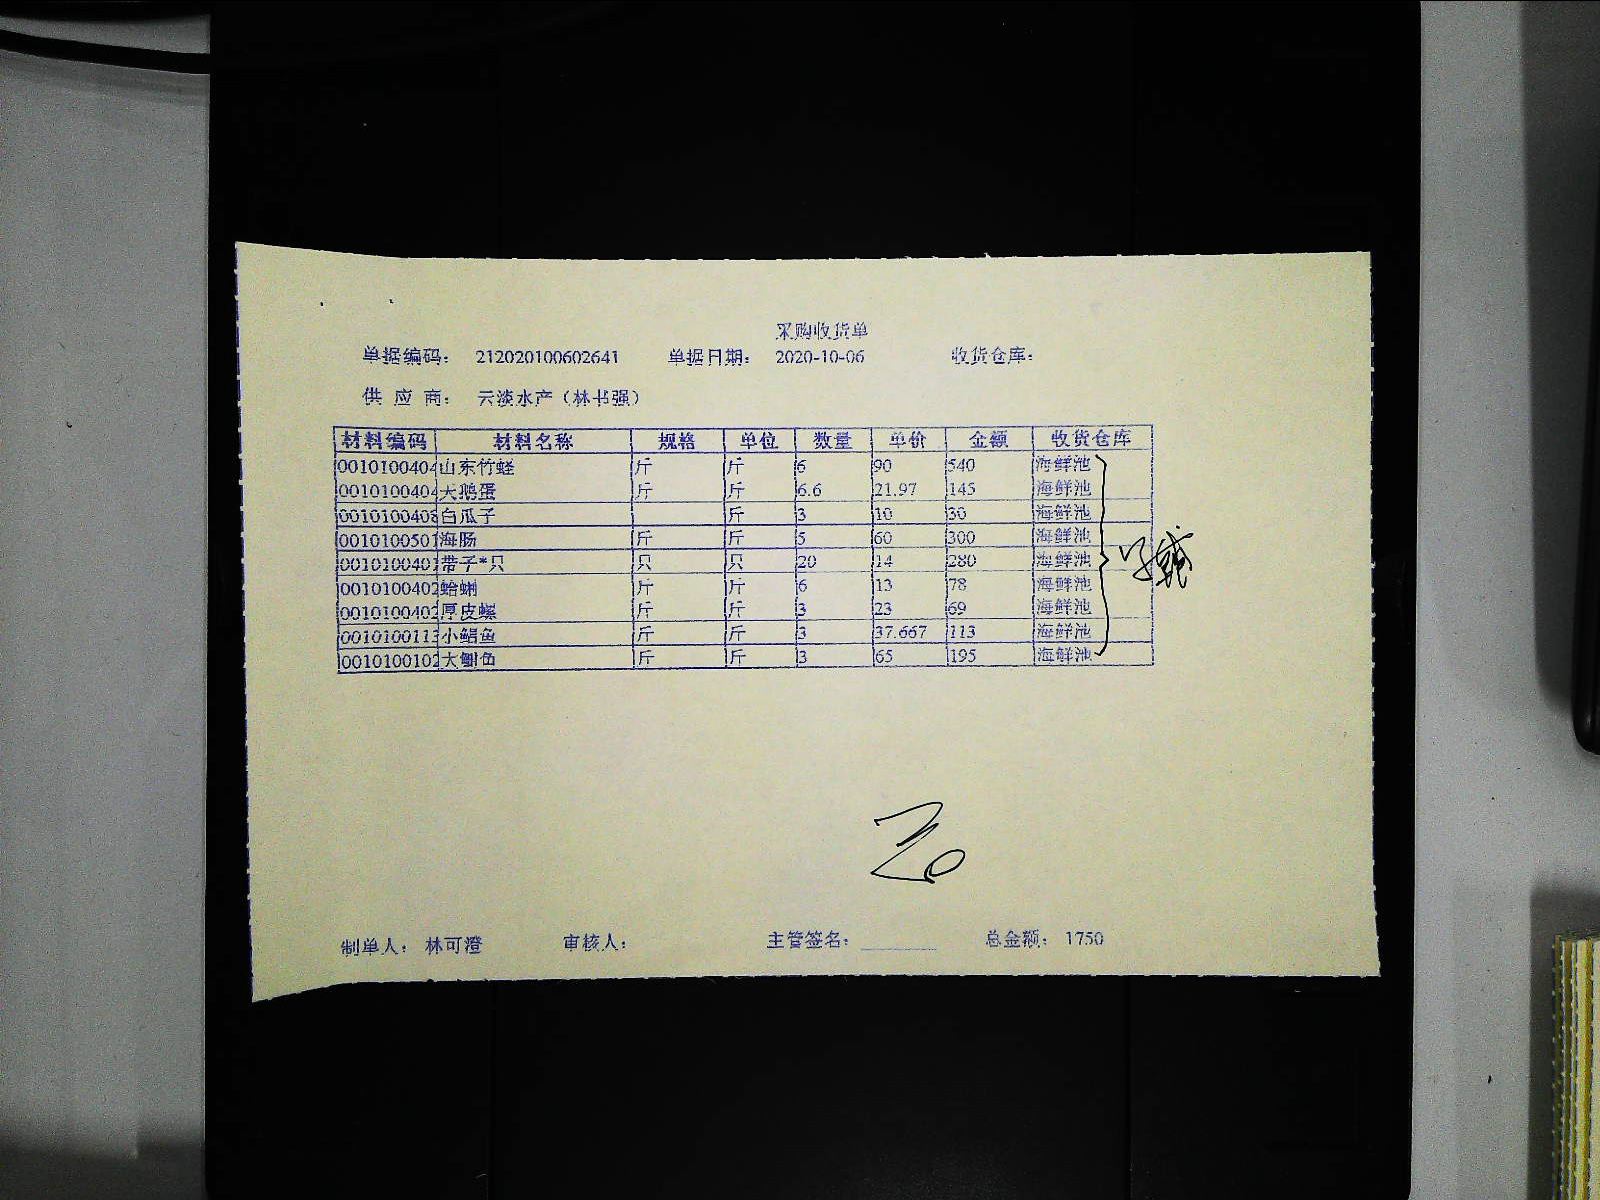 采购收货单
单据编码： 212020100602641 单据日期： 2020-10-06 收货仓库：
供 应 商： 云淡水产（林书强）
材料编码 材料名称 规格 单位 数量 单价 金额 收货仓库
0010100404 山东竹蛏 斤 斤 6 90 540 海鲜池
0010100404 大鹅蛋 斤 斤 6.6 21.97 145 海鲜池
0010100408 白瓜子 斤 3 10 30 海鲜池
0010100501 海肠 斤 斤 5 60 300 海鲜池
0010100401 带子*只 只 只 20 14 280 海鲜池
0010100402 蛤蜊 斤 斤 6 13 78 海鲜池
0010100402 厚皮螺 斤 斤 3 23 69 海鲜池
0010100113 小鲳鱼 斤 斤 3 37.667 113 海鲜池
0010100102 斤 斤 3 65 195 海鲜池
制单人： 林可澄 审核人： 主管签名： 总金额： 1750